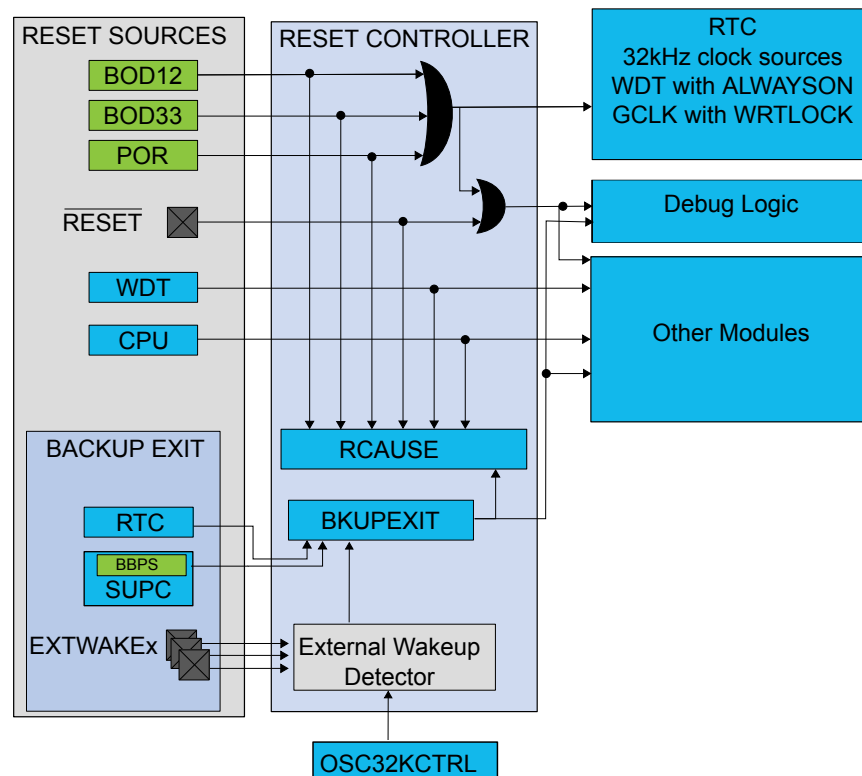 RESET SOURCES
RESET CONTROLLER
RTC
32kHz clock sources
WDT with ALWAYSON
GCLK with WRTLOCK
BOD12
BOD33
POR
RESET
Debug Logic
WDT
CPU
Other Modules
BACKUP EXIT
RCAUSE
RTC
BKUPEXIT
BBPS
SUPC
EXTWAKEx
External Wakeup
Detector
OSC32KCTRL